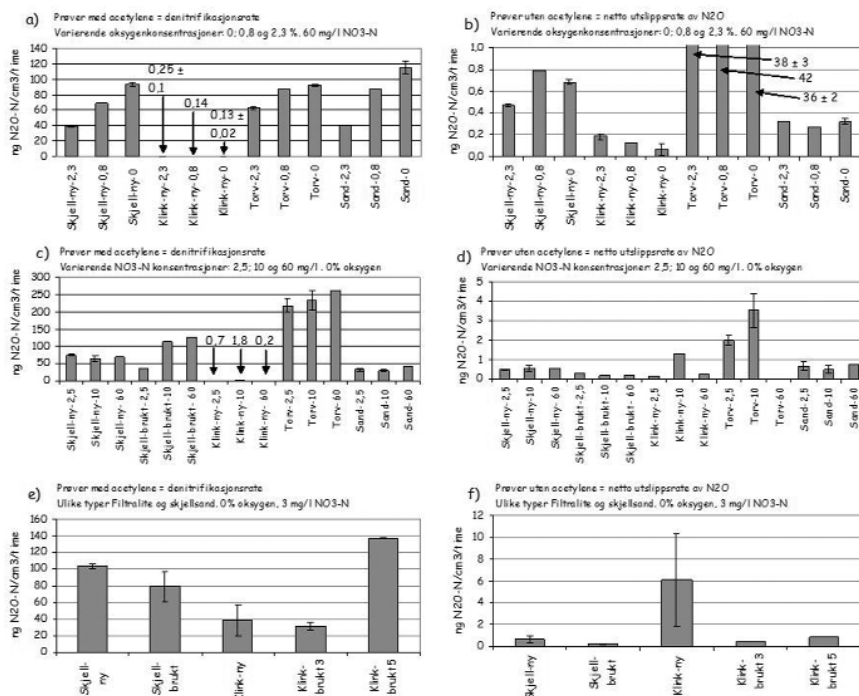 a) Prøver med acetylene = denitrifikasjonsrate
Varierende oksygenkonsentrasjoner: 0; 0,8 og 2,3 %. 60 mg/l NO3-N
ng N2O-N/cm3/time
140
120
100
80
60
40
20
0
0,25 ±
0,1
0,14
0,13 ±
0,02
Skjell-ny-2,3
Skjell-ny-0,8
Skjell-ny-0
Klink-ny-2,3
Klink-ny-0,8
Klink-ny-0
Torv-2,3
Torv-0,8
Torv-0
Sand-2,3
Sand-0,8
Sand-0
b) Prøver uten acetylene = netto utslippsrate av N2O
Varierende oksygenkonsentrasjoner: 0; 0,8 og 2,3 %. 60 mg/l NO3-N
ng N2O-N/cm3/time
1,0
0,8
0,6
0,4
0,2
0,0
38 ± 3
42
36 ± 2
Skjell-ny-2,3
Skjell-ny-0,8
Skjell-ny-0
Klink-ny-2,3
Klink-ny-0,8
Klink-ny-0
Torv-2,3
Torv-0,8
Torv-0
Sand-2,3
Sand-0,8
Sand-0
c) Prøver med acetylene = denitrifikasjonsrate
Varierende NO3-N konsentrasjoner: 2,5; 10 og 60 mg/l. 0% oksygen
ng N2O-N/cm3/time
300
250
200
150
100
50
0
0,7 1,8 0,2
Skjell-ny-2,5
Skjell-ny-10
Skjell-ny-60
Skjell-brukt-2,5
Skjell-brukt-10
Skjell-brukt-60
Klink-ny-2,5
Klink-ny-10
Klink-ny-60
Torv-2,5
Torv-10
Torv-60
Sand-2,5
Sand-10
Sand-60
d) Prøver uten acetylene = netto utslippsrate av N2O
Varierende NO3-N konsentrasjoner: 2,5; 10 og 60 mg/l. 0% oksygen
ng N2O-N/cm3/time
5
4
3
2
1
0
Skjell-ny-2,5
Skjell-ny-10
Skjell-ny-60
Skjell-brukt-2,5
Skjell-brukt-10
Skjell-brukt-60
Klink-ny-2,5
Klink-ny-10
Klink-ny-60
Torv-2,5
Torv-10
Torv-60
Sand-2,5
Sand-10
Sand-60
e) Prøver med acetylene = denitrifikasjonsrate
Ulike typer Filtralite og skjellsand. 0% oksygen, 3 mg/l NO3-N
ng N2O-N/cm3/time
160
140
120
100
80
60
40
20
0
Skjell-
ny
Skjell-
brukt
Klink-ny
Klink-
brukt 3
Klink-
brukt 5
f) Prøver uten acetylene = netto utslippsrate av N2O
Ulike typer Filtralite og skjellsand. 0% oksygen, 3 mg/l NO3-N
ng N2O-N/cm3/time
12
10
8
6
4
2
0
Skjell-ny
Skjell-
brukt
Klink-ny
Klink-
brukt 3
Klink-
brukt 5